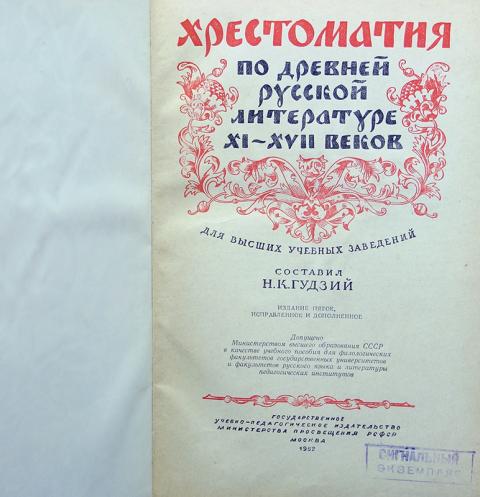 ХРЕСТОМАТИЯ
ПО ДРЕВНЕЙ
РУССКОЙ
ЛИТЕРАТУРЕ
XI–XVII ВЕКОВ
ДЛЯ ВЫСШИХ УЧЕБНЫХ ЗАВЕДЕНИЙ
СОСТАВИЛ
Н.К.ГУДЗИЙ
ИЗДАНИЕ ПЯТОЕ,
ИСПРАВЛЕННОЕ И ДОПОЛНЕННОЕ
Допущено
Министерством высшего образования СССР
в качестве учебного пособия для филологических
факультетов государственных университетов
и факультетов русского языка и литературы
педагогических институтов
ГОСУДАРСТВЕННОЕ
УЧЕБНО-ПЕДАГОГИЧЕСКОЕ ИЗДАТЕЛЬСТВО
МИНИСТЕРСТВА ПРОСВЕЩЕНИЯ РСФСР
МОСКВА
1952
СИГНАЛЬНЫЙ
ЭКЗЕМПЛЯР